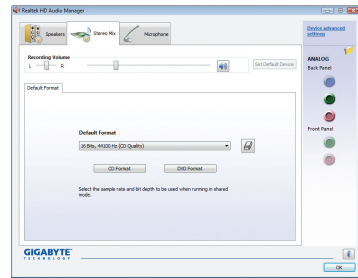 Realtek HD Audio Manager
Speakers
Stereo Mix
Microphone
Device advanced
settings
Recording Volume
L
R
Set Default Device
ANALOG
Back Panel
Default Format
Default Format
16 Bits, 44100 Hz (CD Quality)
CD Format
DVD Format
Select the sample rate and bit depth to be used when running in shared
mode.
Front Panel
GIGABYTE
TECHNOLOGY
OK